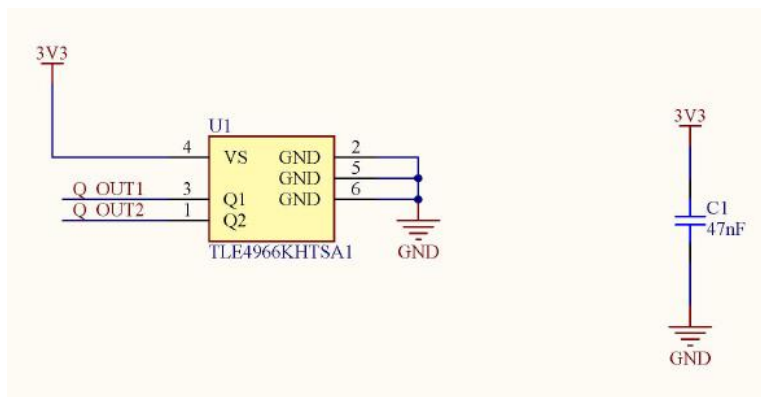 3V3
U1
4 VS GND 2
GND 5
Q OUT1 3 Q1 GND 6
Q OUT2 1 Q2
TLE4966KHTSA1
GND
3V3
C1
47nF
GND